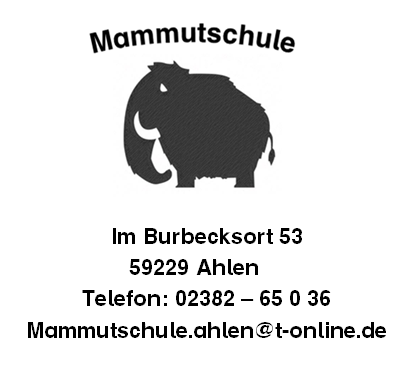 Mammutschule
Im Burbecksort 53
59229 Ahlen
Telefon: 02382 – 65 0 36
Mammutschule.ahlen@t-online.de